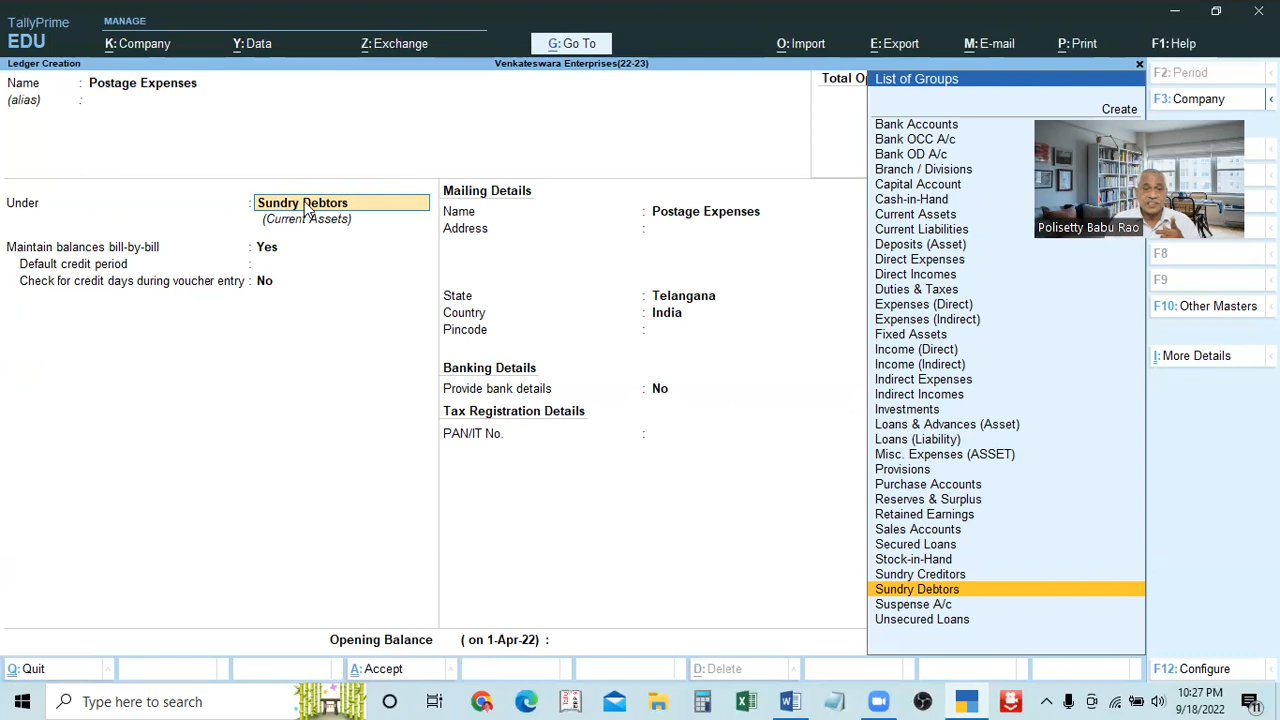 TallyPrime
MANAGE
EDU
K: Company
Y: Data
Z: Exchange
G: Go To
O: Import
E: Export
M: E-mail
P: Print
F1: Help
Ledger Creation
Venkateswara Enterprises(22-23)
Name : Postage Expenses
(alias) :
Total Op
Under : Sundry Debtors
(Current Assets)
Maintain balances bill-by-bill : Yes
Default credit period :
Check for credit days during voucher entry : No
Mailing Details
Name : Postage Expenses
Address :
State : Telangana
Country : India
Pincode :
Banking Details
Provide bank details : No
Tax Registration Details
PAN/IT No. :
Opening Balance ( on 1-Apr-22) :
List of Groups
Create
Bank Accounts
Bank OCC A/c
Bank OD A/c
Branch / Divisions
Capital Account
Cash-in-Hand
Current Assets
Current Liabilities
Deposits (Asset)
Direct Expenses
Direct Incomes
Duties & Taxes
Expenses (Direct)
Expenses (Indirect)
Fixed Assets
Income (Direct)
Income (Indirect)
Indirect Expenses
Indirect Incomes
Investments
Loans & Advances (Asset)
Loans (Liability)
Misc. Expenses (ASSET)
Provisions
Purchase Accounts
Reserves & Surplus
Retained Earnings
Sales Accounts
Secured Loans
Stock-in-Hand
Sundry Creditors
Sundry Debtors
Suspense A/c
Unsecured Loans
Polisetty Babu Rao
F2: Period
F3: Company
F8
F9
F10: Other Masters
I: More Details
Q: Quit
A: Accept
D: Delete
F12: Configure
Type here to search
10:27 PM
9/18/2022